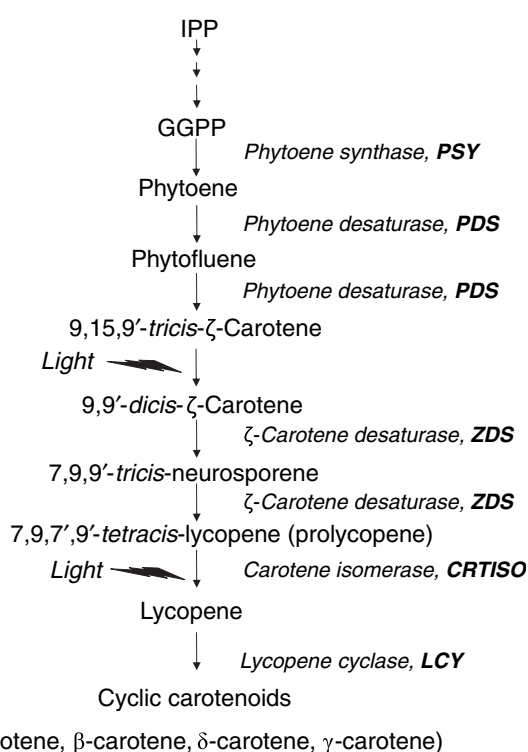 IPP
GGPP
Phytoene synthase, PSY
Phytoene
Phytoene desaturase, PDS
Phytofluene
Phytoene desaturase, PDS
9,15,9′-tricis-ζ-Carotene
Light
9,9′-dicis-ζ-Carotene
ζ-Carotene desaturase, ZDS
7,9,9′-tricis-neurosporene
ζ-Carotene desaturase, ZDS
7,9,7′,9′-tetracis-lycopene (prolycopene)
Light
Carotene isomerase, CRTISO
Lycopene
Lycopene cyclase, LCY
Cyclic carotenoids
otene, β-carotene, δ-carotene, γ-carotene)